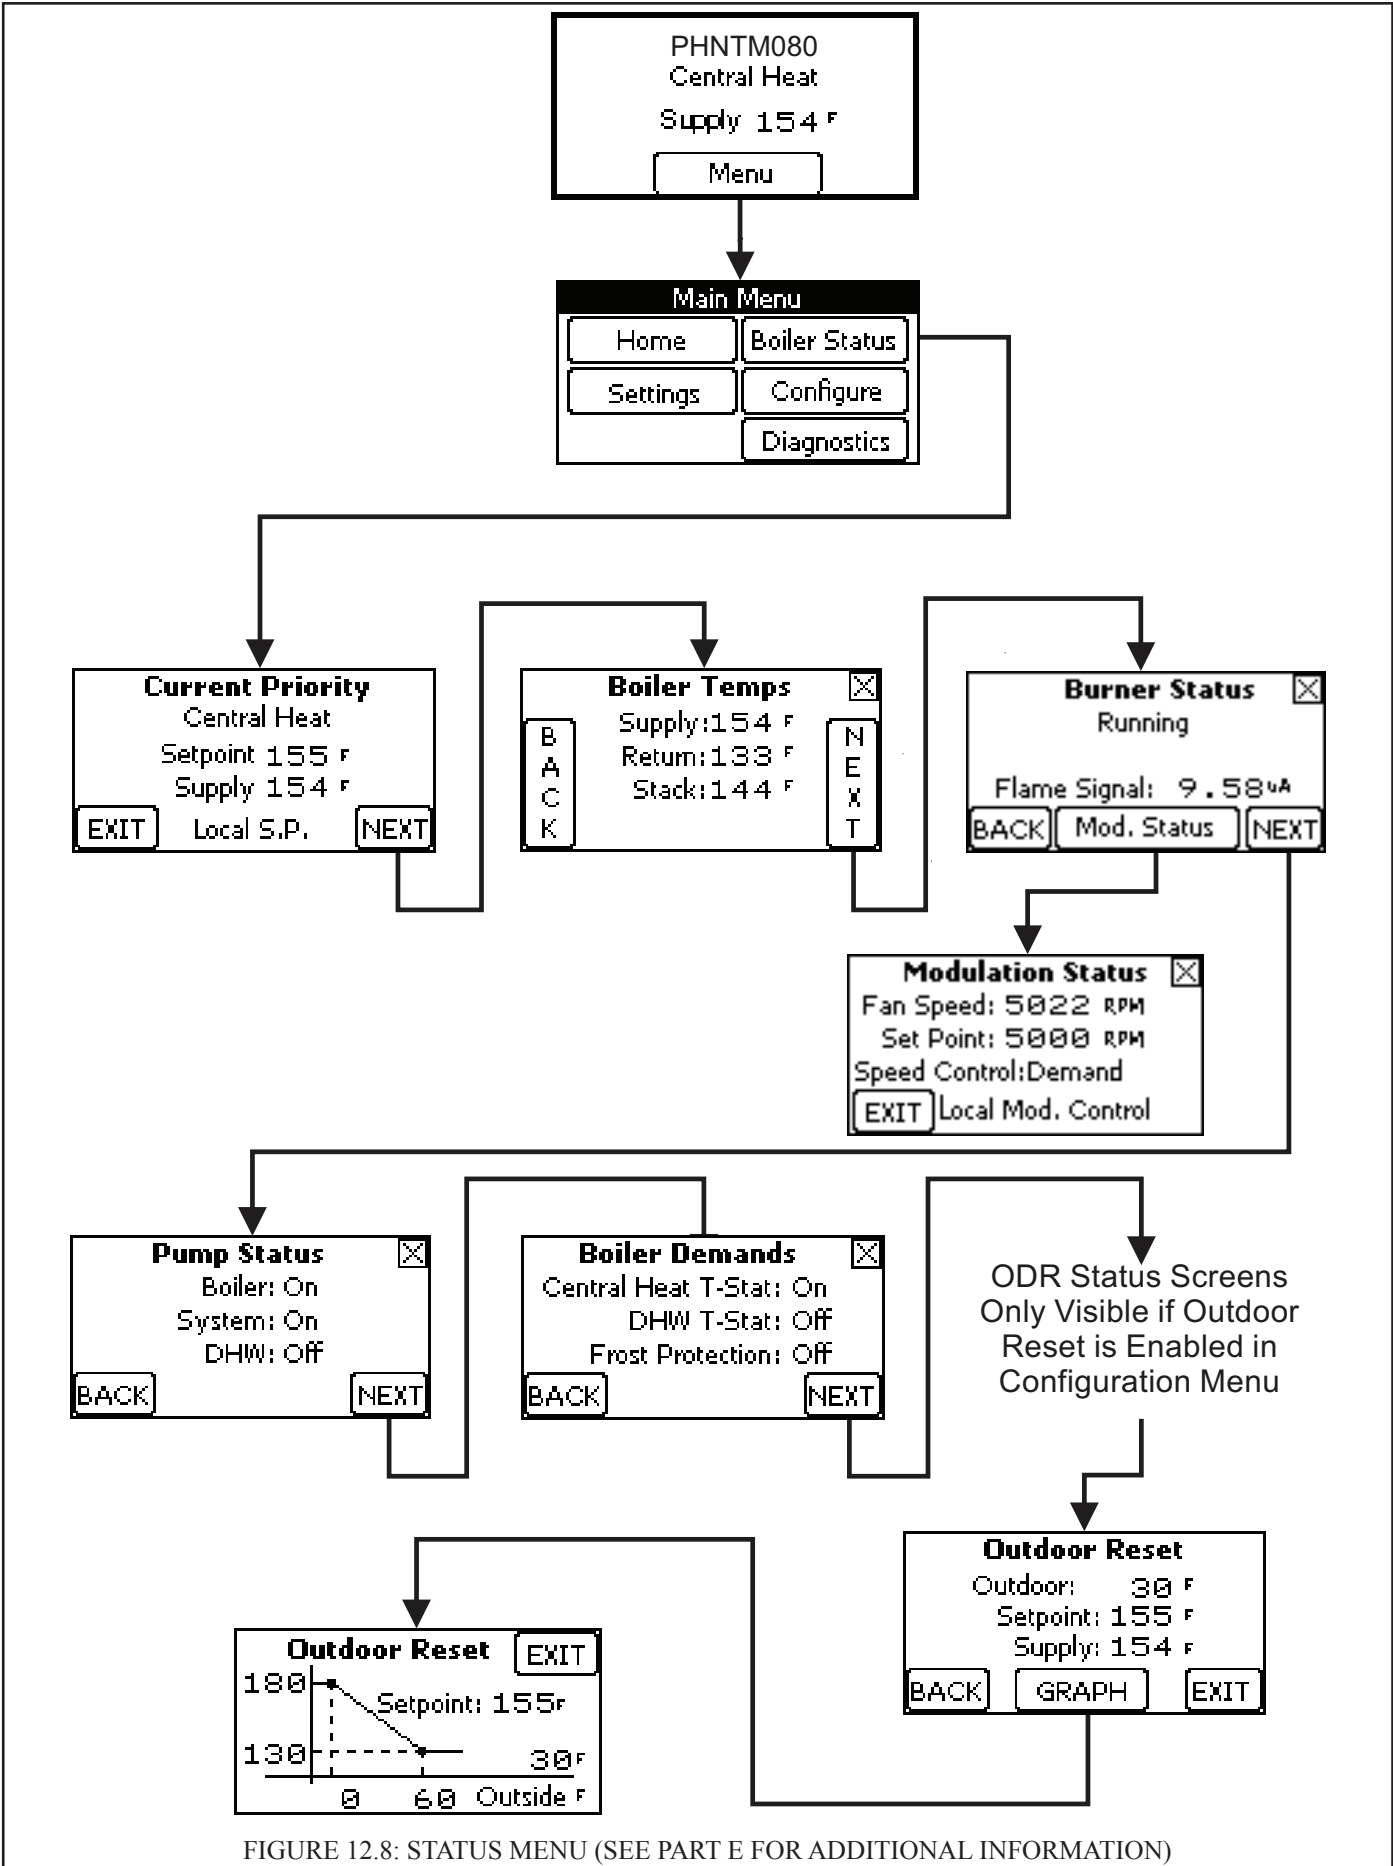 PHNTM080
Central Heat
Supply 154 F
Menu
Main Menu
Home
Boiler Status
Settings
Configure
Diagnostics
Current Priority
Central Heat
Setpoint 155 F
Supply 154 F
EXIT
Local S.P.
NEXT
Boiler Temps
Supply:154 F
Return:133 F
Stack:144 F
BACK
NEXT
Burner Status
Running
Flame Signal: 9.58uA
BACK
Mod. Status
NEXT
Modulation Status
Fan Speed: 5022 RPM
Set Point: 5000 RPM
Speed Control:Demand
EXIT
Local Mod. Control
Pump Status
Boiler: On
System: On
DHW: Off
BACK
NEXT
Boiler Demands
Central Heat T-Stat: On
DHW T-Stat: Off
Frost Protection: Off
BACK
NEXT
ODR Status Screens
Only Visible if Outdoor
Reset is Enabled in
Configuration Menu
Outdoor Reset
Outdoor: 30 F
Setpoint: 155 F
Supply: 154 F
BACK
GRAPH
EXIT
Outdoor Reset
EXIT
180
Setpoint: 155F
130
30F
0
60
Outside F
FIGURE 12.8: STATUS MENU (SEE PART E FOR ADDITIONAL INFORMATION)